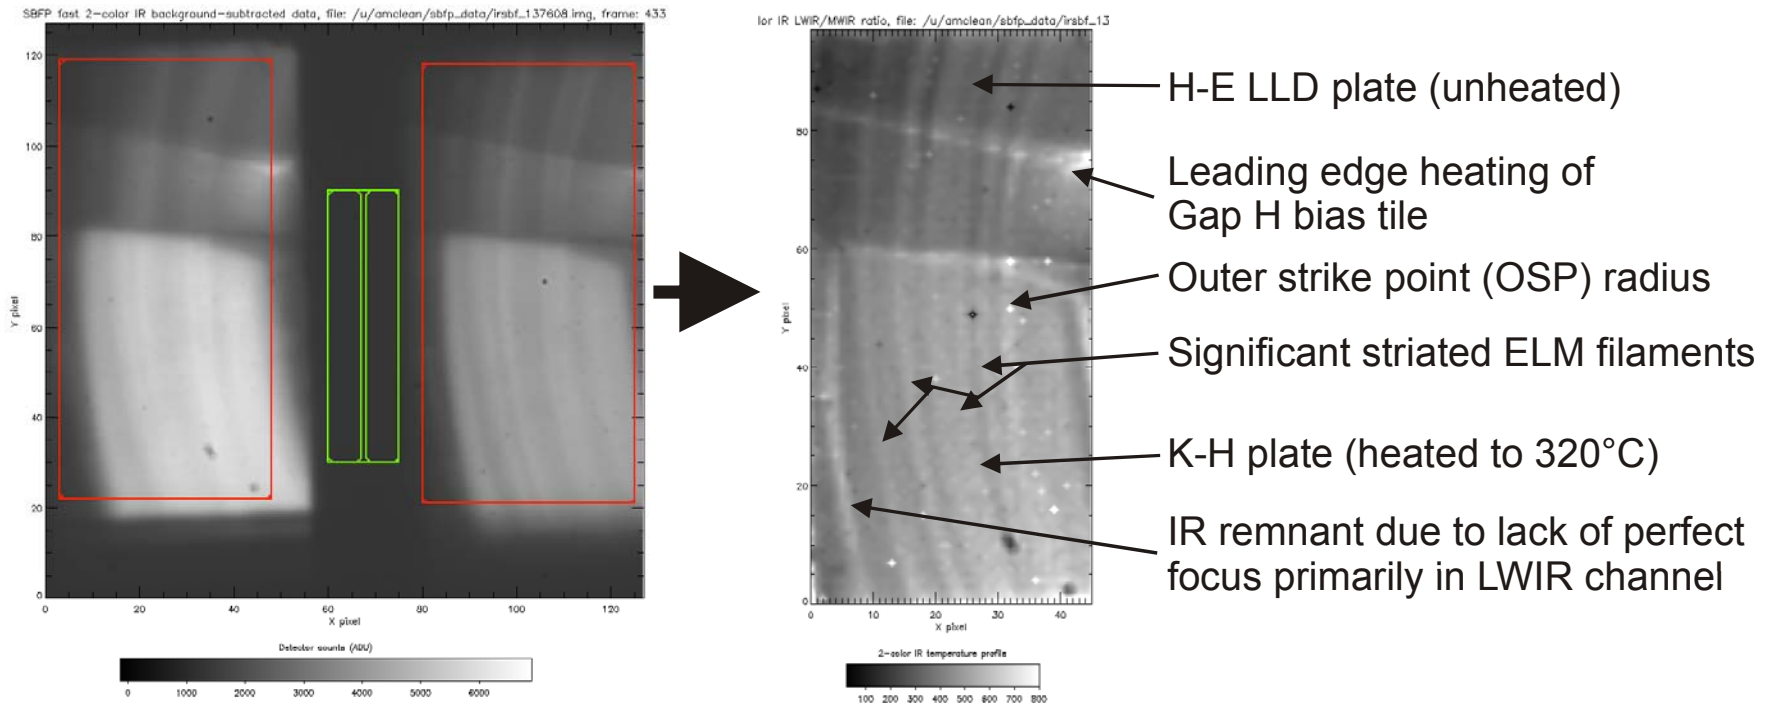 SBFP fast 2-color IR background-subtracted data, file: /u/amclean/sbfp_data/irsbf_137608.img, frame: 433
120
100
80
60
40
20
0
Y pixel
0 20 40 60 80 100 120
X pixel
Detector counts (ADU)
0 1000 2000 3000 4000 5000 6000
lor IR LWIR/MWIR ratio, file: /u/amclean/sbfp_data/irsbf_13
80
60
40
20
0
Y pixel
0 10 20 30 40
X pixel
2-color IR temperature profile
100 200 300 400 500 600 700 800
H-E LLD plate (unheated)
Leading edge heating of
Gap H bias tile
Outer strike point (OSP) radius
Significant striated ELM filaments
K-H plate (heated to 320°C)
IR remnant due to lack of perfect
focus primarily in LWIR channel